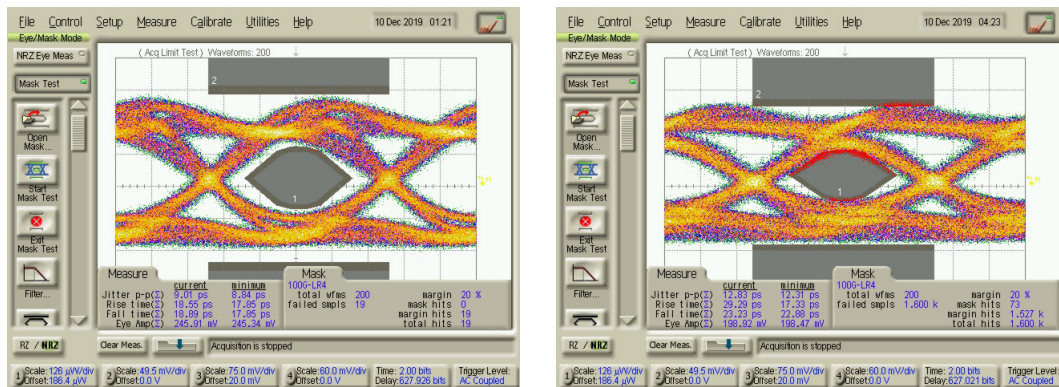 File Control Setup Measure Calibrate Utilities Help 10 Dec 2019 01:21
Eye/Mask Mode
NRZ Eye Meas
( Acq Limit Test ) Waveforms: 200
Mask Test
2
Open
Mask...
Start
Mask Test
1
Exit
Mask Test
Filter...
Measure
current minimum
Jitter p-p(Σ) 9.01 ps 8.84 ps
Rise time(Σ) 18.55 ps 17.85 ps
Fall time(Σ) 18.89 ps 17.85 ps
Eye Amp(Σ) 245.91 mV 245.34 mV
Mask
100G-LR4
total wfms 200 margin 20 %
failed smpls 19 mask hits 0
margin hits 19
total hits 19
RZ / NRZ
Clear Meas.
Acquisition is stopped
1 Scale:126 µW/div
Offset:186.4 µW
2 Scale:49.5 mV/div
Offset:0.0 V
3 Scale:75.0 mV/div
Offset:20.0 mV
4 Scale:60.0 mV/div
Offset:0.0 V
Time: 2.00 bits
Delay:627.926 bits
Trigger Level:
AC Coupled
File Control Setup Measure Calibrate Utilities Help 10 Dec 2019 04:23
Eye/Mask Mode
NRZ Eye Meas
( Acq Limit Test ) Waveforms: 200
Mask Test
2
Open
Mask...
Start
Mask Test
1
Exit
Mask Test
Filter...
Measure
current minimum
Jitter p-p(Σ) 12.83 ps 12.31 ps
Rise time(Σ) 29.29 ps 17.33 ps
Fall time(Σ) 23.23 ps 22.88 ps
Eye Amp(Σ) 198.92 mV 198.47 mV
Mask
100G-LR4
total wfms 200 margin 20 %
failed smpls 1.600 k mask hits 73
margin hits 1.527 k
total hits 1.600 k
RZ / NRZ
Clear Meas.
Acquisition is stopped
1 Scale:126 µW/div
Offset:186.4 µW
2 Scale:49.5 mV/div
Offset:0.0 V
3 Scale:75.0 mV/div
Offset:20.0 mV
4 Scale:60.0 mV/div
Offset:0.0 V
Time: 2.00 bits
Delay:627.021 bits
Trigger Level:
AC Coupled